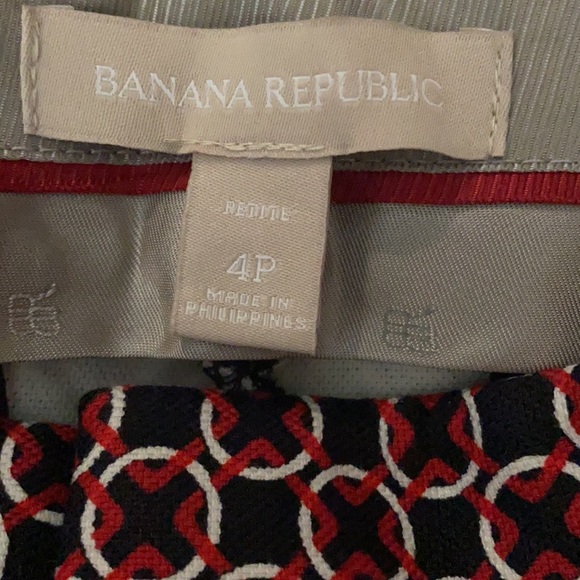 BANANA REPUBLIC
PETITE
4P
MADE IN
PHILIPPINES